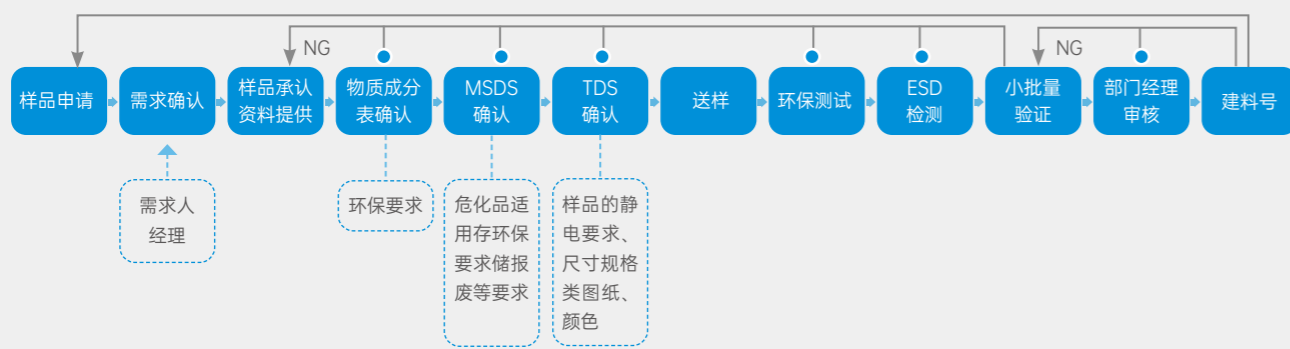 NG
NG
样品申请
需求确认
样品承认
资料提供
物质成分
表确认
MSDS
确认
TDS
确认
送样
环保测试
ESD
检测
小批量
验证
部门经理
审核
建料号
需求人
经理
环保要求
危化品适
用存环保
要求储报
废等要求
样品的静
电要求、
尺寸规格
类图纸、
颜色